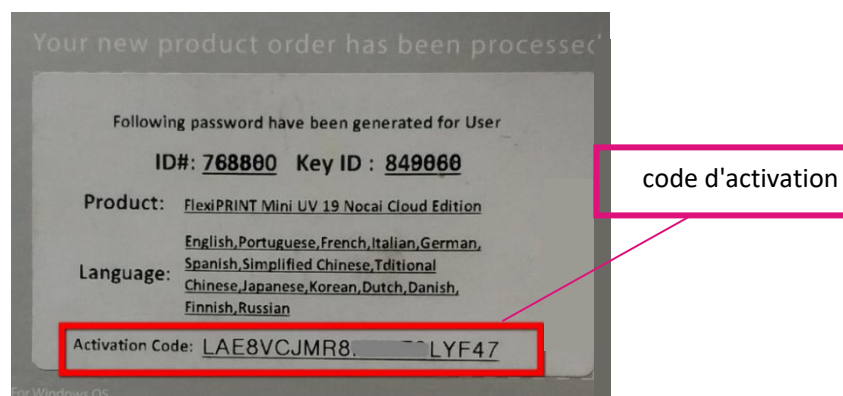 Your new product order has been processed
Following password have been generated for User
ID#: 768800 Key ID : 849060
Product: FlexiPRINT Mini UV 19 Nocai Cloud Edition
Language: English,Portuguese,French,Italian,German,
Spanish,Simplified Chinese,Tditional
Chinese,Japanese,Korean,Dutch,Danish,
Finnish,Russian
Activation Code: LAE8VCJMR8 LYF47
For Windows OS
code d'activation